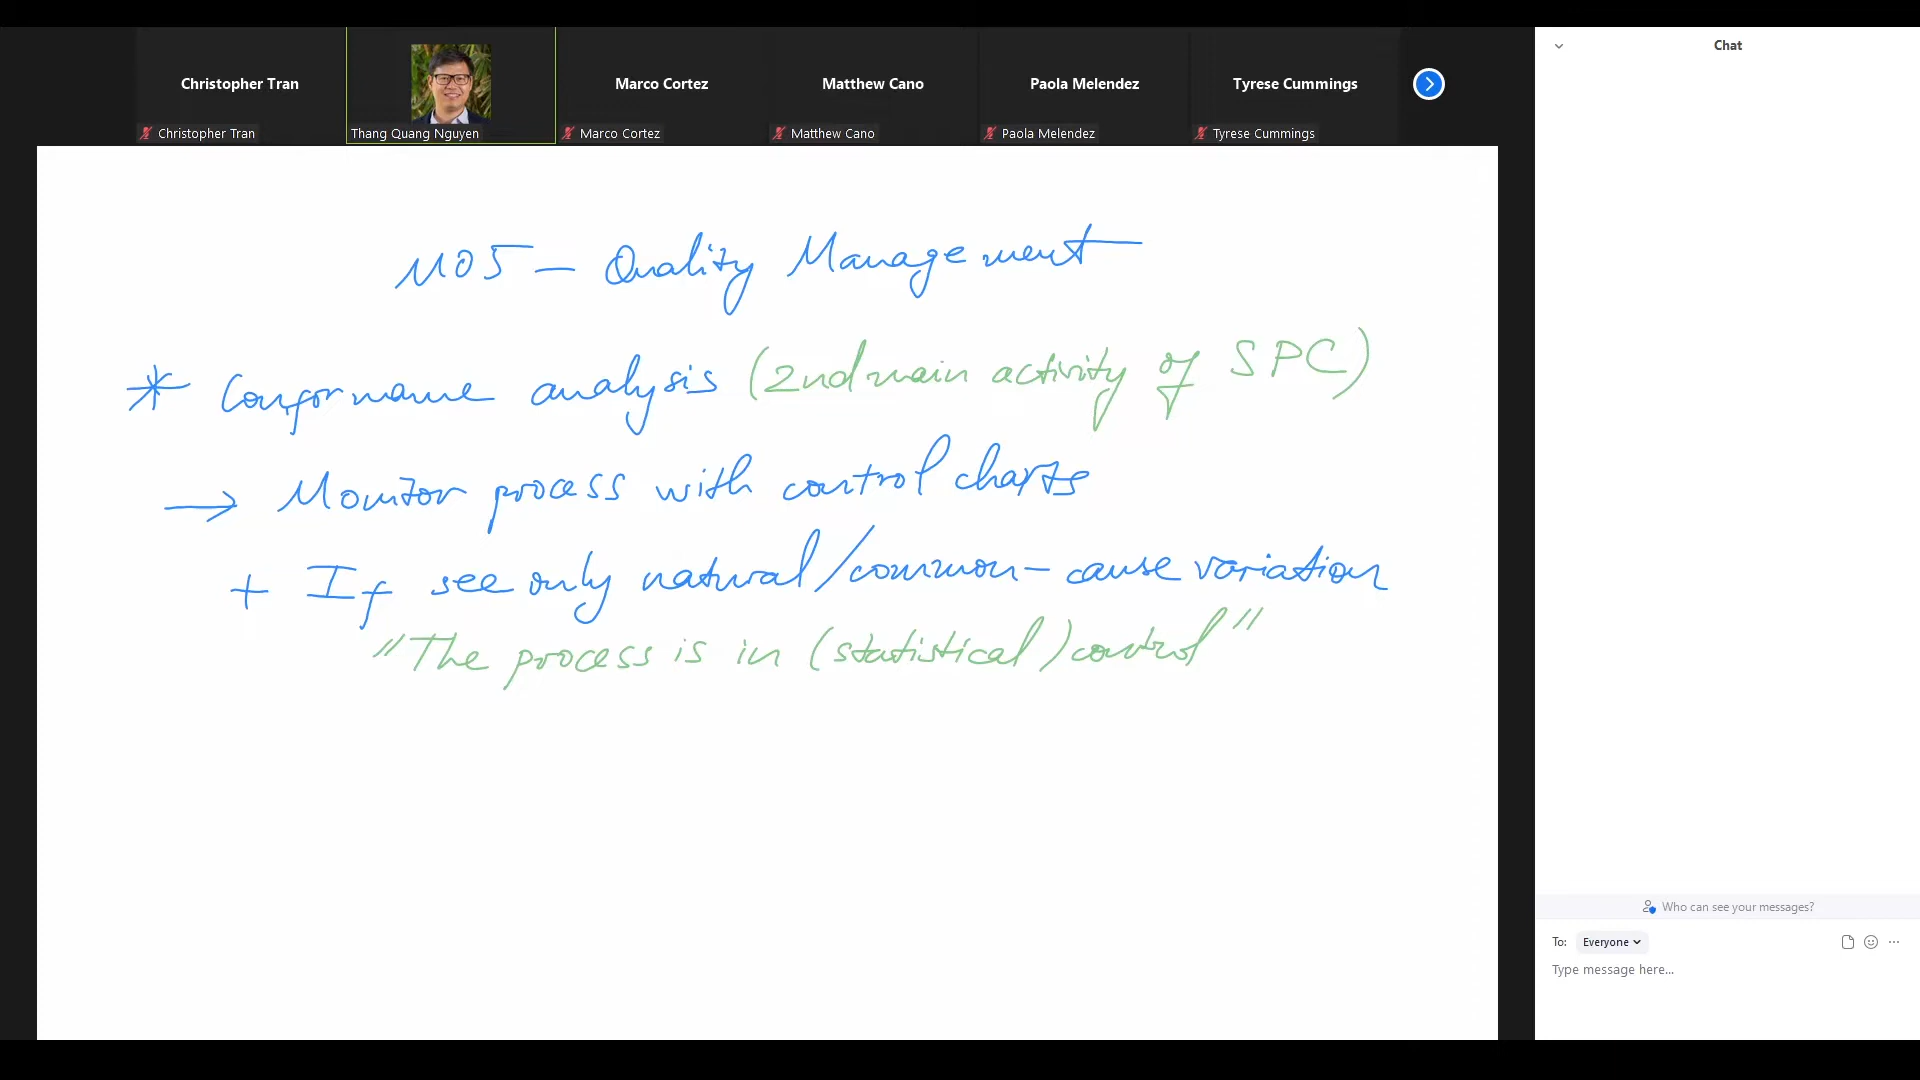 Chat
Christopher Tran
Marco Cortez
Matthew Cano
Paola Melendez
Tyrese Cummings
Christopher Tran
Thang Quang Nguyen
Marco Cortez
Matthew Cano
Paola Melendez
Tyrese Cummings
M05 - Quality Management
* Conformance analysis (2nd main activity of SPC)
→ Monitor process with control charts
+ If see only natural/common-cause variation
"The process is in (statistical) control"
Who can see your messages?
To: Everyone
Type message here...